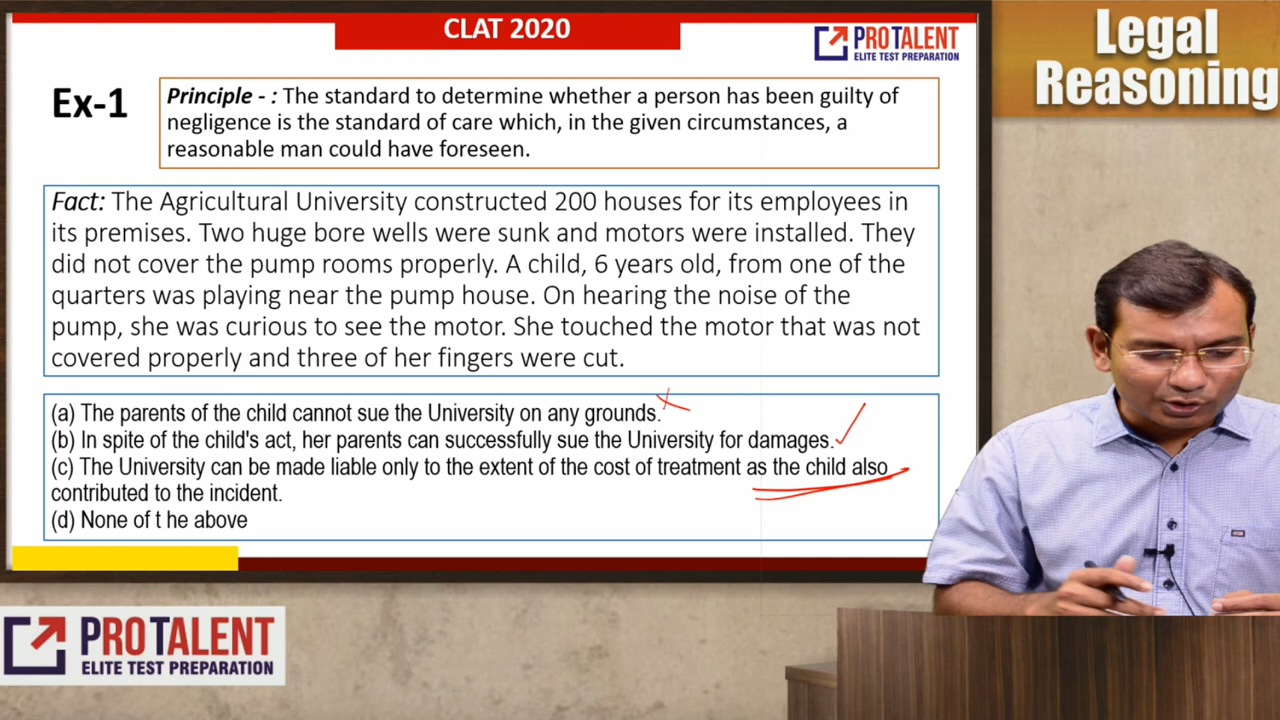 CLAT 2020
PROTALENT
ELITE TEST PREPARATION
Legal
Reasoning
Ex-1
Principle - : The standard to determine whether a person has been guilty of
negligence is the standard of care which, in the given circumstances, a
reasonable man could have foreseen.
Fact: The Agricultural University constructed 200 houses for its employees in
its premises. Two huge bore wells were sunk and motors were installed. They
did not cover the pump rooms properly. A child, 6 years old, from one of the
quarters was playing near the pump house. On hearing the noise of the
pump, she was curious to see the motor. She touched the motor that was not
covered properly and three of her fingers were cut.
(a) The parents of the child cannot sue the University on any grounds.
(b) In spite of the child's act, her parents can successfully sue the University for damages.
(c) The University can be made liable only to the extent of the cost of treatment as the child also
contributed to the incident.
(d) None of t he above
PROTALENT
ELITE TEST PREPARATION